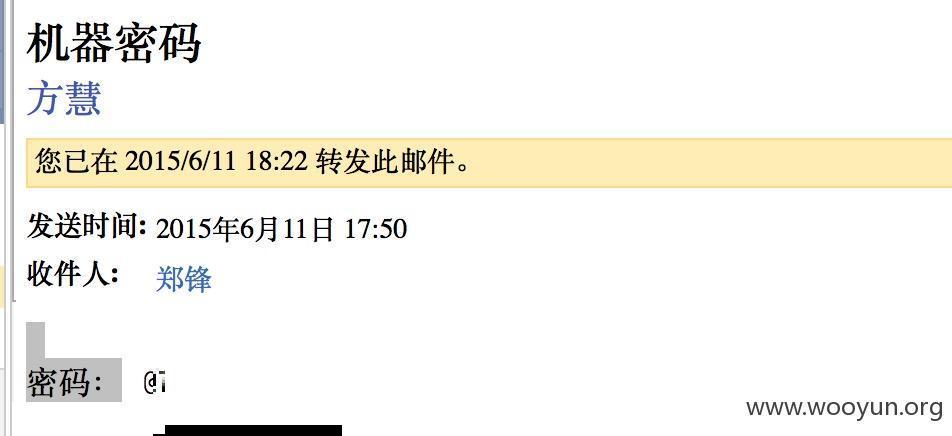 机器密码
方慧
您已在 2015/6/11 18:22 转发此邮件。
发送时间: 2015年6月11日 17:50
收件人: 郑锋
密码: @
www.wooyun.org